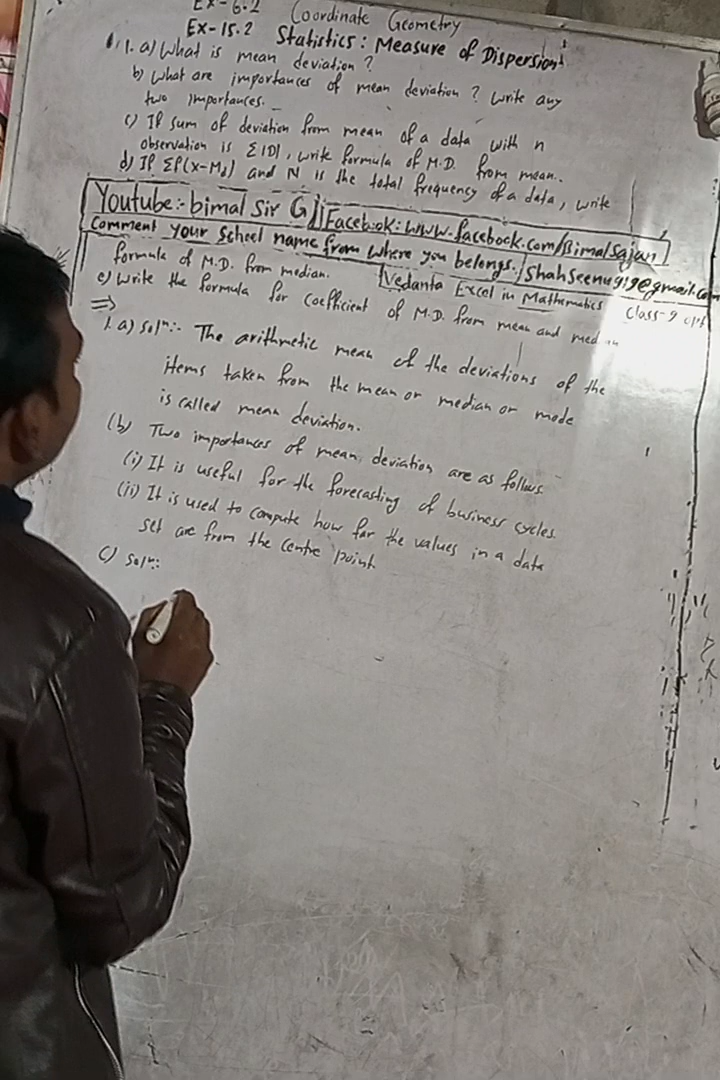 Ex-6.2 Coordinate Geometry
Ex-15.2 Statistics: Measure of Dispersion
1. a) What is mean deviation?
b) What are importances of mean deviation? Write any
two importances.
c) If sum of deviation from mean of a data with n
observation is Σ|D|, write formula of M.D. from mean.
d) If Σf(x-Md) and N is the total frequency of a data, write
Youtube:- bimal Sir G Facebook: www.facebook.com/Bimalsajan
Comment your School name from where you belongs. /shahseenu919@gmail.com
formula of M.D. from median. Vedanta Excel in Mathematics Class-9 opt
e) Write the formula for coefficient of M.D. from mean and median
⇒
1. a) Solⁿ:- The arithmetic mean of the deviations of the
items taken from the mean or median or mode
is called mean deviation.
(b) Two importances of mean deviation are as follows
(i) It is useful for the forecasting of business cycles.
(ii) It is used to compute how far the values in a data
set are from the centre point.
c) Solⁿ: